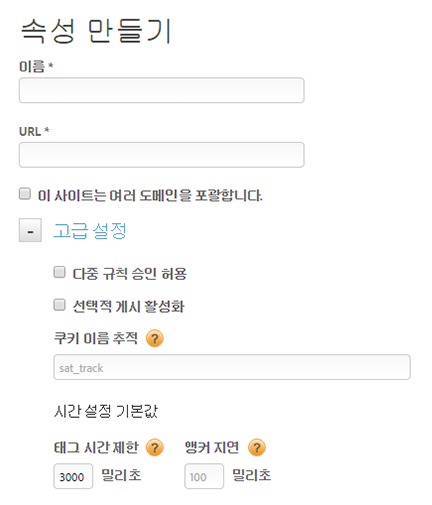 속성 만들기
이름 *
URL *
이 사이트는 여러 도메인을 포괄합니다.
- 고급 설정
다중 규칙 승인 허용
선택적 게시 활성화
쿠키 이름 추적 ?
sat_track
시간 설정 기본값
태그 시간 제한 ? 앵커 지연 ?
3000 밀리초 100 밀리초